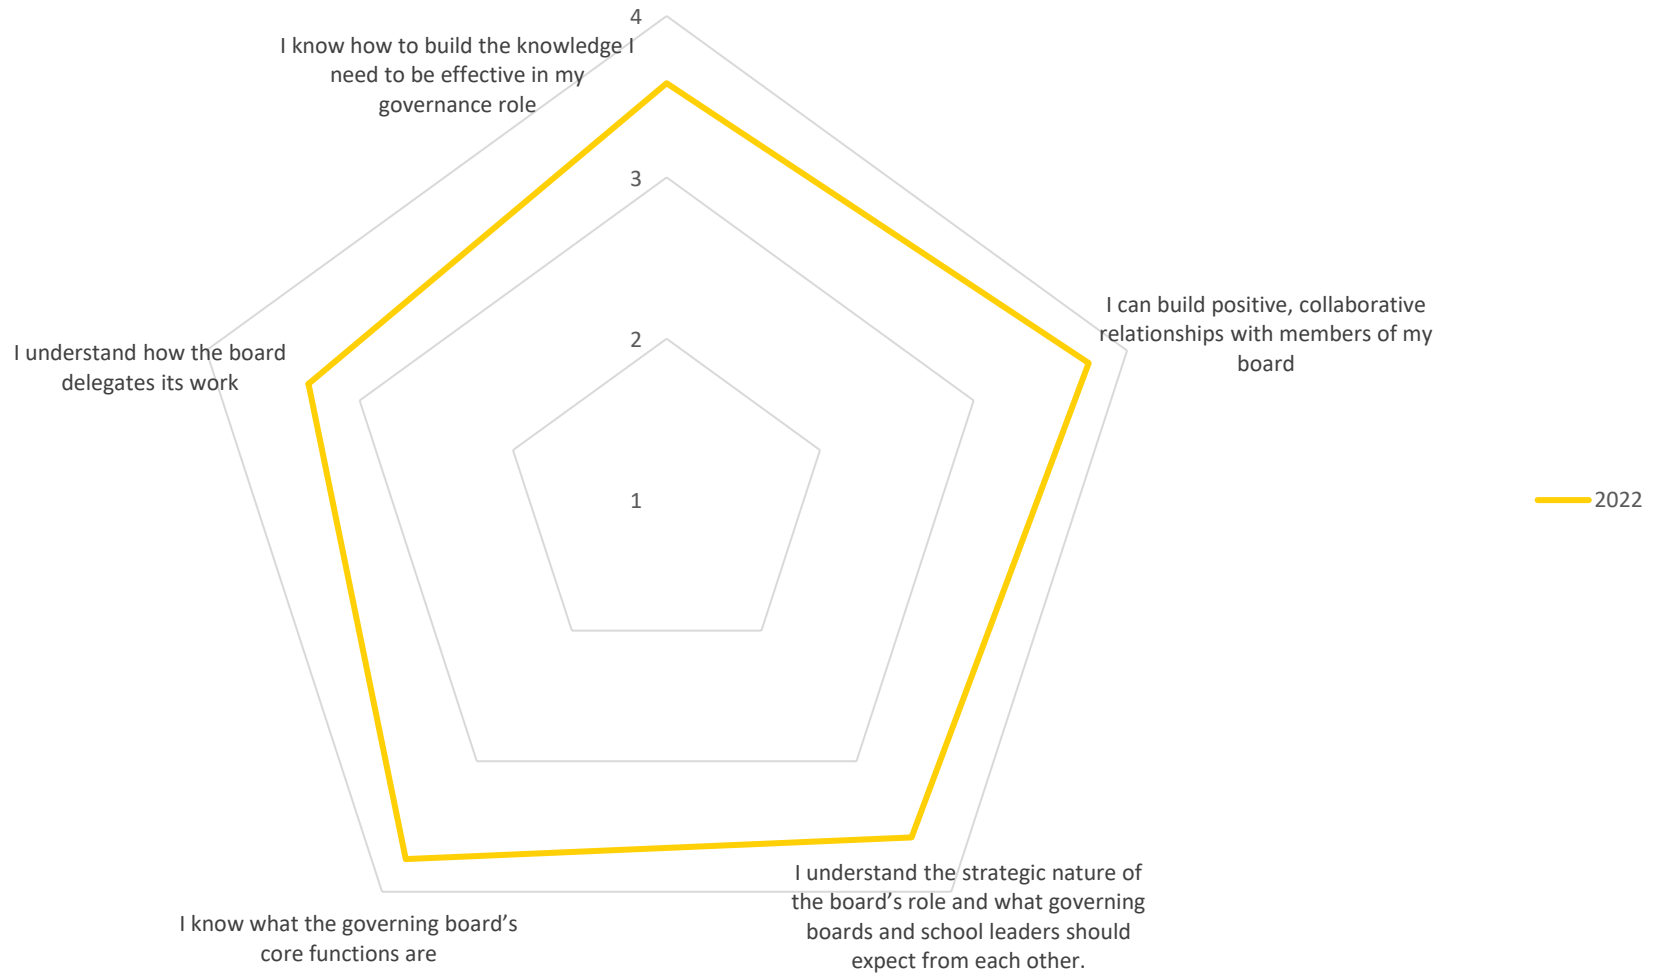 4
I know how to build the knowledge I
need to be effective in my
governance role
3
I can build positive, collaborative
relationships with members of my
board
2
I understand how the board
delegates its work
1
2022
I understand the strategic nature of
the board’s role and what governing
boards and school leaders should
expect from each other.
I know what the governing board’s
core functions are